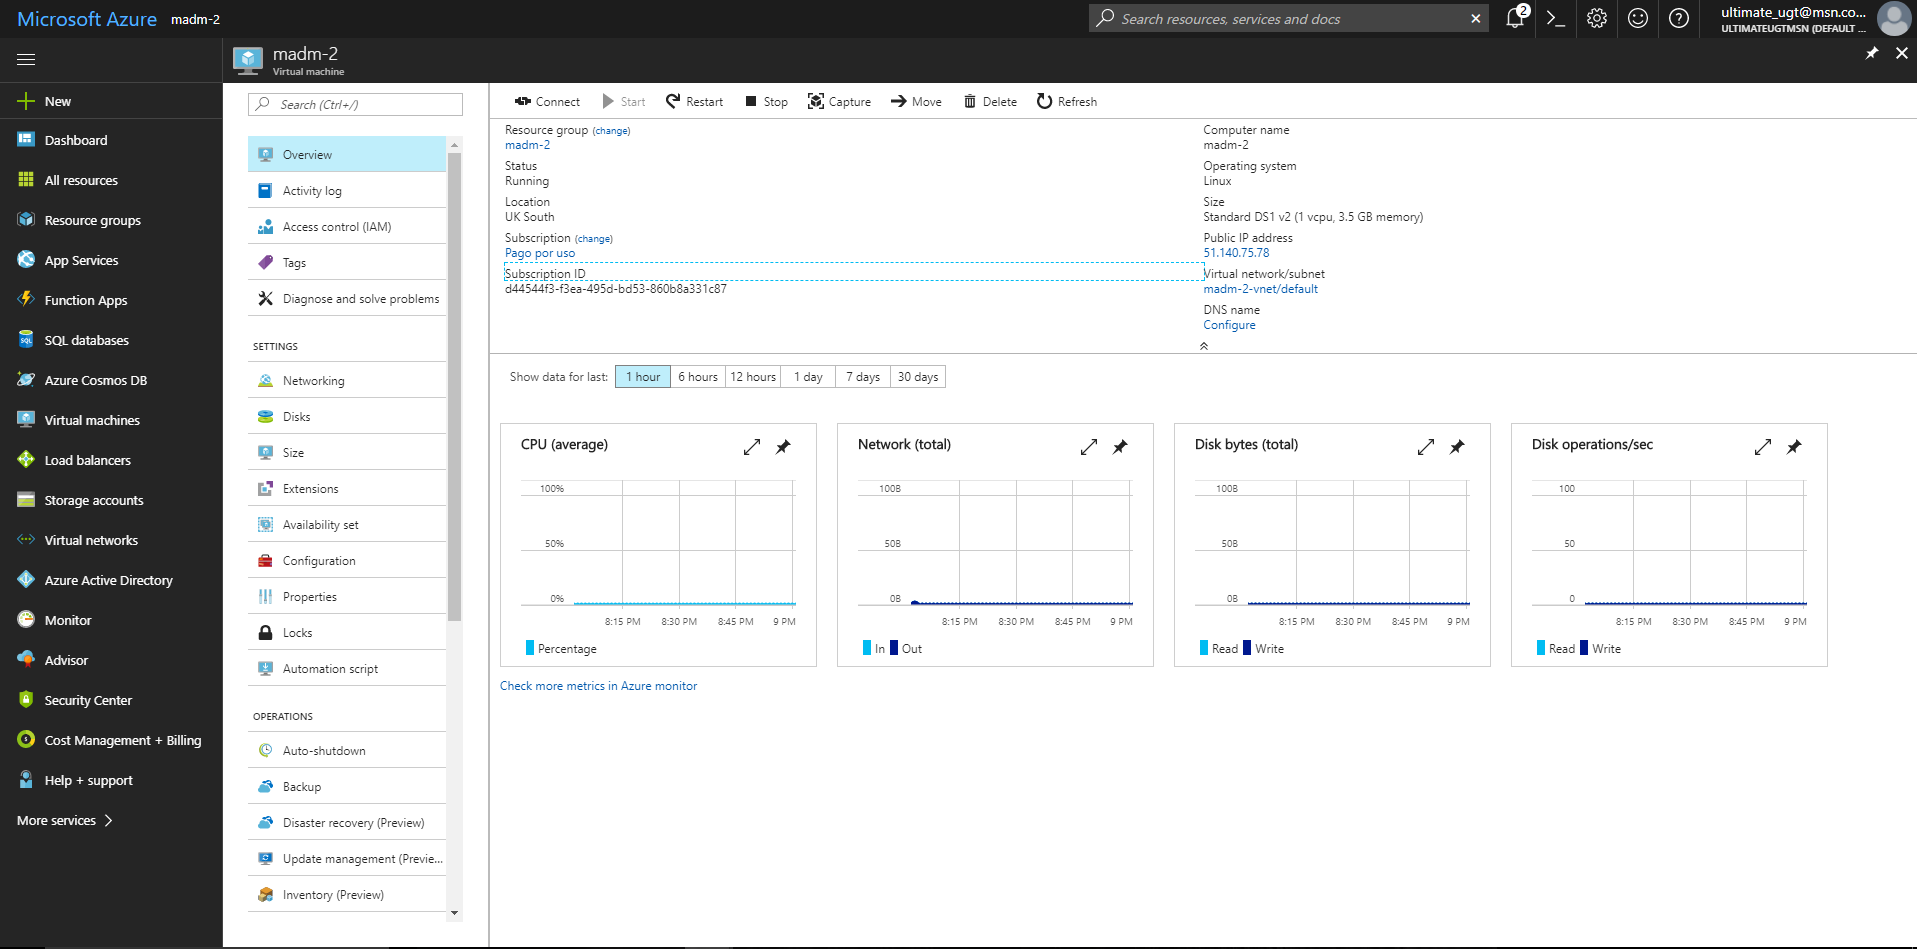 Microsoft Azure madm-2
Search resources, services and docs
2
ultimate_ugt@msn.co...
ULTIMATEUGTMSN (DEFAULT ...
madm-2
Virtual machine
New
Dashboard
All resources
Resource groups
App Services
Function Apps
SQL databases
Azure Cosmos DB
Virtual machines
Load balancers
Storage accounts
Virtual networks
Azure Active Directory
Monitor
Advisor
Security Center
Cost Management + Billing
Help + support
More services
Search (Ctrl+/)
Overview
Activity log
Access control (IAM)
Tags
Diagnose and solve problems
SETTINGS
Networking
Disks
Size
Extensions
Availability set
Configuration
Properties
Locks
Automation script
OPERATIONS
Auto-shutdown
Backup
Disaster recovery (Preview)
Update management (Previe...
Inventory (Preview)
Connect Start Restart Stop Capture Move Delete Refresh
Resource group (change)
madm-2
Status
Running
Location
UK South
Subscription (change)
Pago por uso
Subscription ID
d44544f3-f3ea-495d-bd53-860b8a331c87
Computer name
madm-2
Operating system
Linux
Size
Standard DS1 v2 (1 vcpu, 3.5 GB memory)
Public IP address
51.140.75.78
Virtual network/subnet
madm-2-vnet/default
DNS name
Configure
Show data for last: 1 hour 6 hours 12 hours 1 day 7 days 30 days
CPU (average)
100%
50%
0%
8:15 PM 8:30 PM 8:45 PM 9 PM
Percentage
Network (total)
100B
50B
0B
8:15 PM 8:30 PM 8:45 PM 9 PM
In Out
Disk bytes (total)
100B
50B
0B
8:15 PM 8:30 PM 8:45 PM 9 PM
Read Write
Disk operations/sec
100
50
0
8:15 PM 8:30 PM 8:45 PM 9 PM
Read Write
Check more metrics in Azure monitor